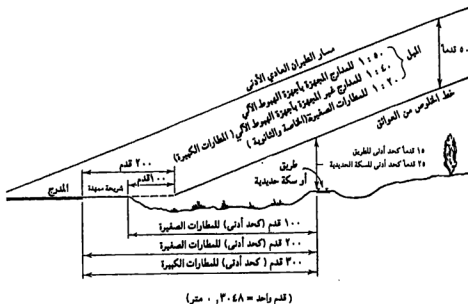 مسار الطيران العادي الأدنى
٥٠ قدماً
الميل
١:٥٠ للمدارج المجهزة بأجهزة الهبوط الآلي
١:٤٠ للمدارج غير المجهزة بأجهزة الهبوط الآلي (المطارات الكبيرة)
١:٢٠ للمطارات الصغيرة (الخاصة والثانوية)
خط الخلوص من العوائق
١٥ قدماً كحد أدنى للطريق
٢٥ قدماً كحد أدنى للسكة الحديدية
طريق
أو سكة حديدية
٢٠٠ قدم
١٠٠ قدم
المدرج
شريحة ممهدة
١٠٠ قدم (كحد أدنى) للمطارات الصغيرة
٢٠٠ قدم (كحد أدنى) للمطارات الصغيرة
٣٠٠ قدم (كحد أدنى) للمطارات الكبيرة
(قدم واحد = ٠,٣٠٤٨ متر)